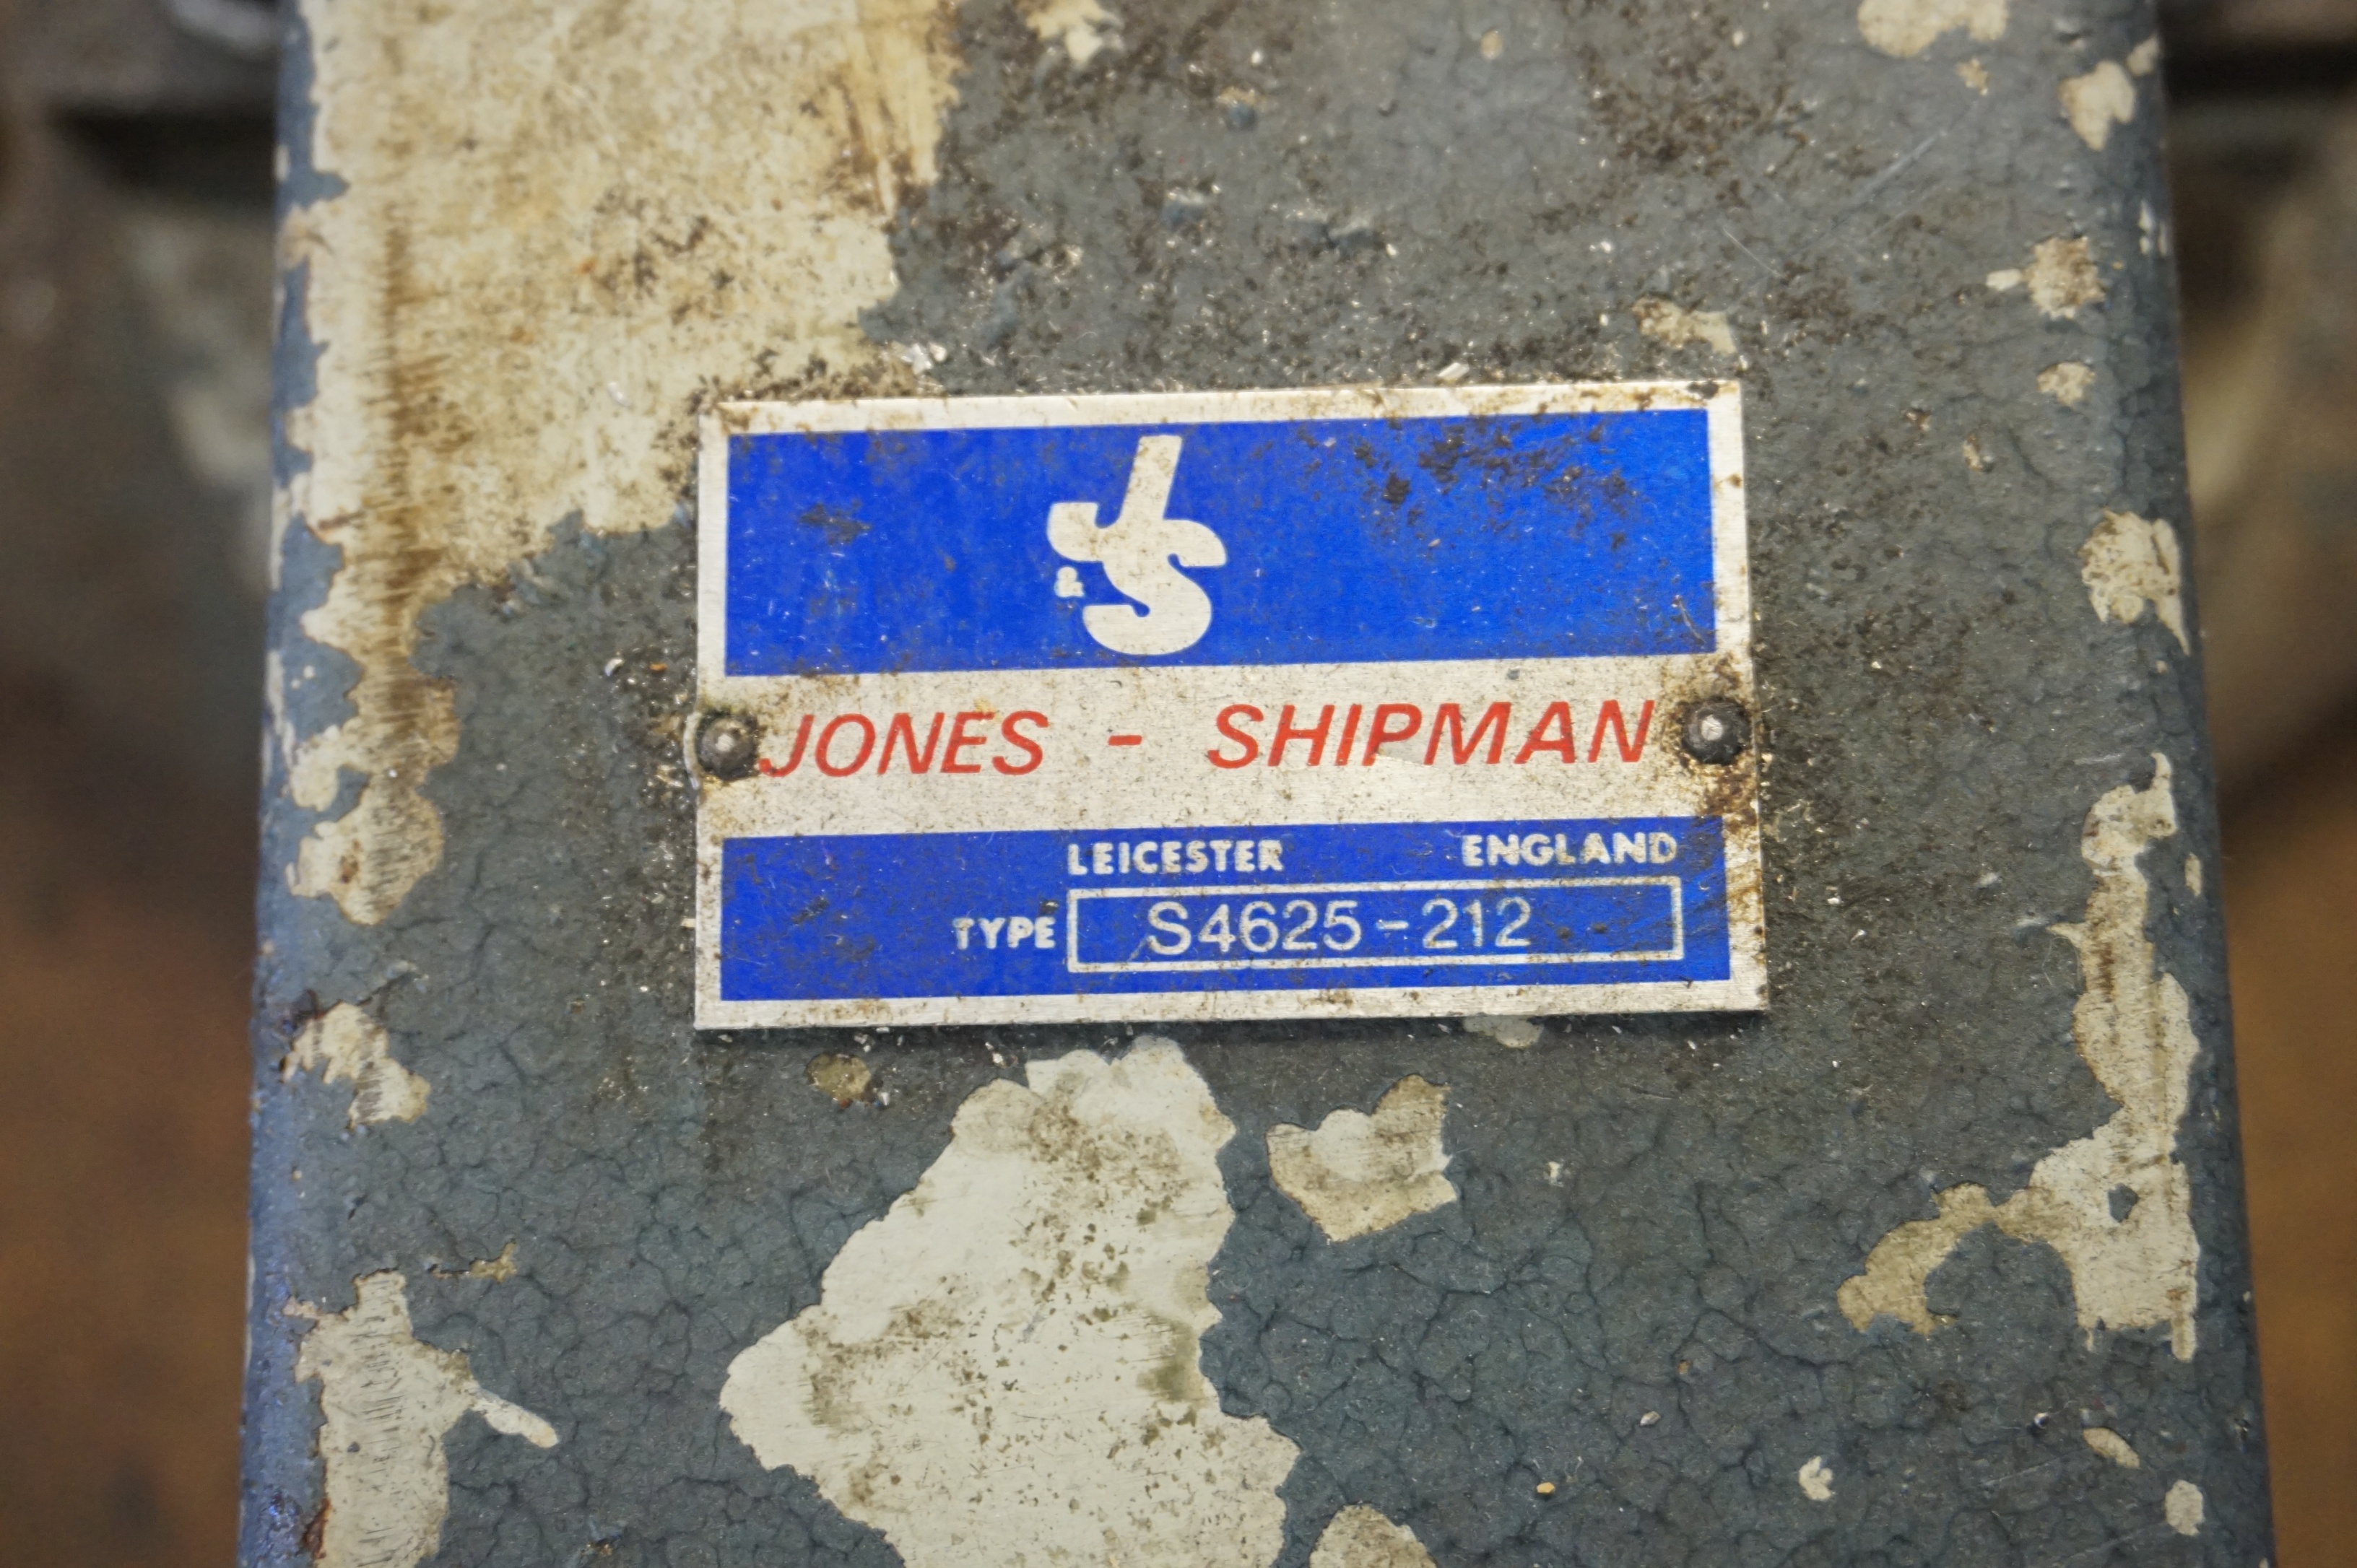 J
&S
JONES - SHIPMAN
LEICESTER ENGLAND
TYPE S4625-212